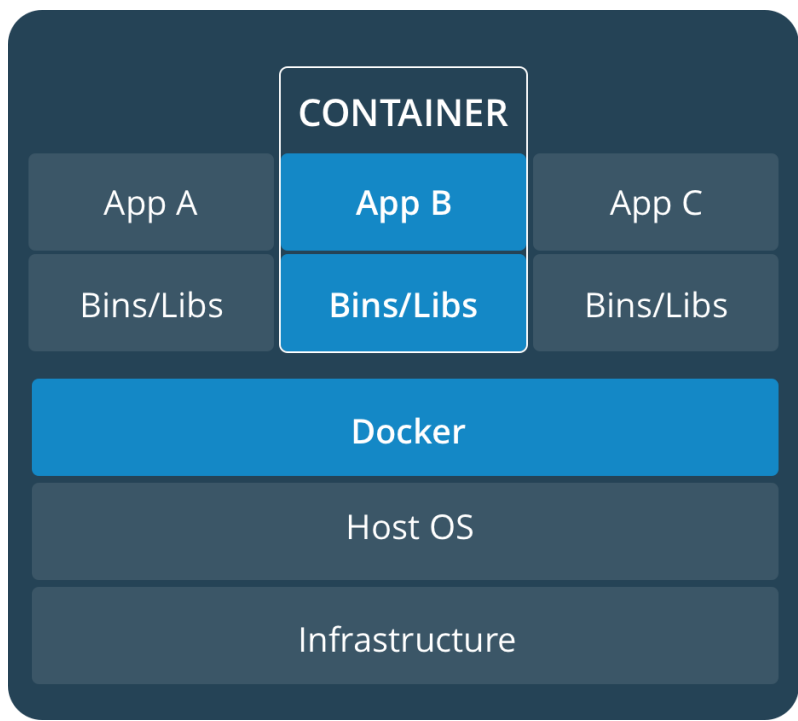 CONTAINER
App A
App B
App C
Bins/Libs
Bins/Libs
Bins/Libs
Docker
Host OS
Infrastructure